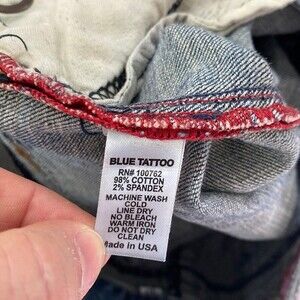 BLUE TATTOO
RN# 100762
98% COTTON
2% SPANDEX
MACHINE WASH
COLD
LINE DRY
NO BLEACH
WARM IRON
DO NOT DRY
CLEAN
Made in USA